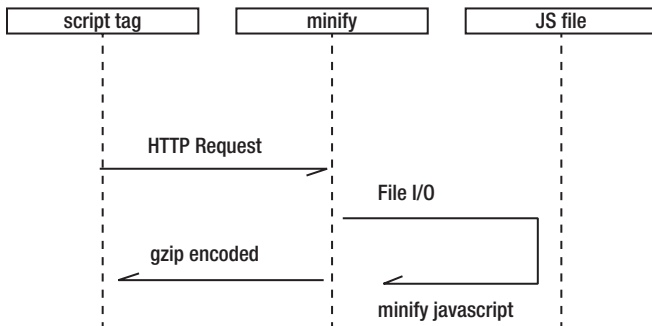 script tag
minify
JS file
HTTP Request
File I/O
gzip encoded
minify javascript